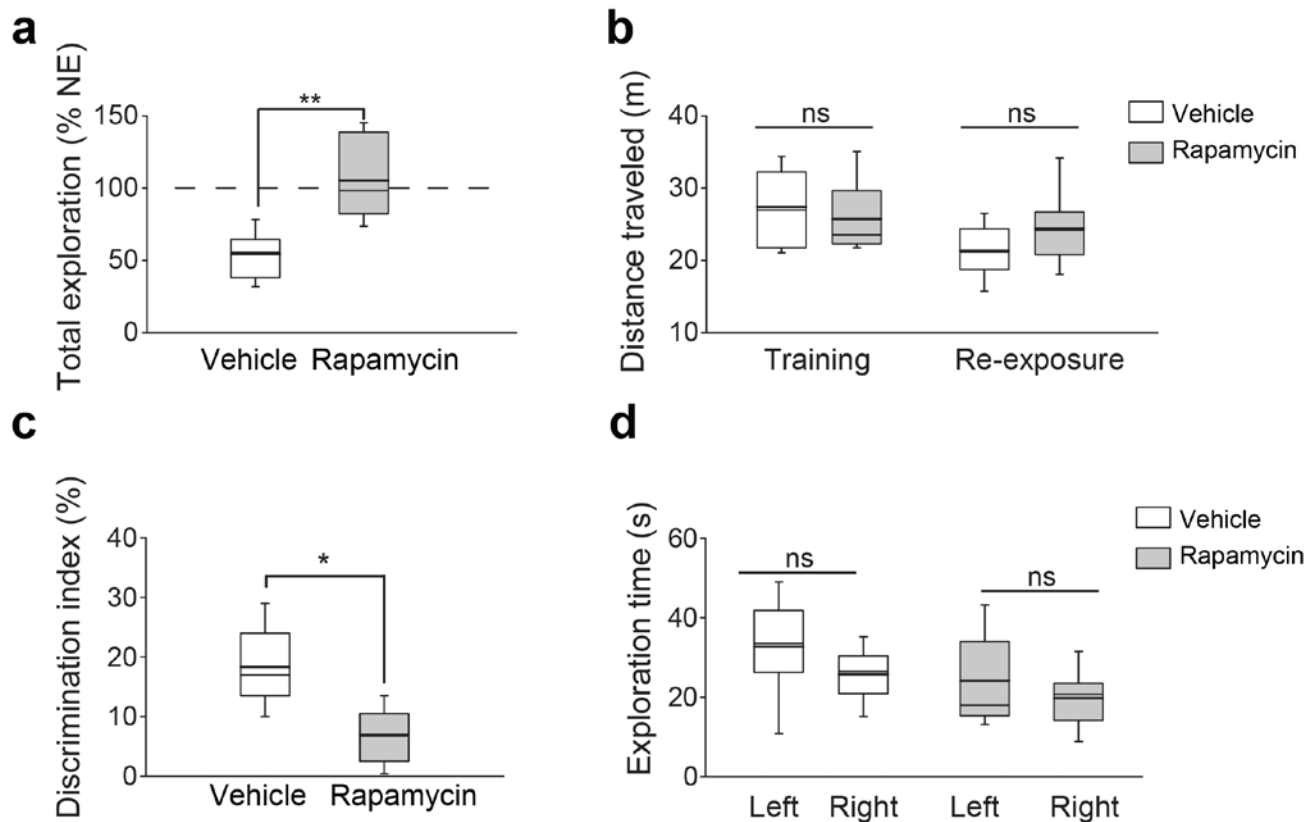 a
Total exploration (% NE)
150
100
50
0
**
Vehicle Rapamycin
b
Distance traveled (m)
40
30
20
10
ns ns
Training Re-exposure
Vehicle
Rapamycin
c
Discrimination index (%)
40
30
20
10
0
*
Vehicle Rapamycin
d
Exploration time (s)
60
40
20
0
ns ns
Left Right Left Right
Vehicle
Rapamycin